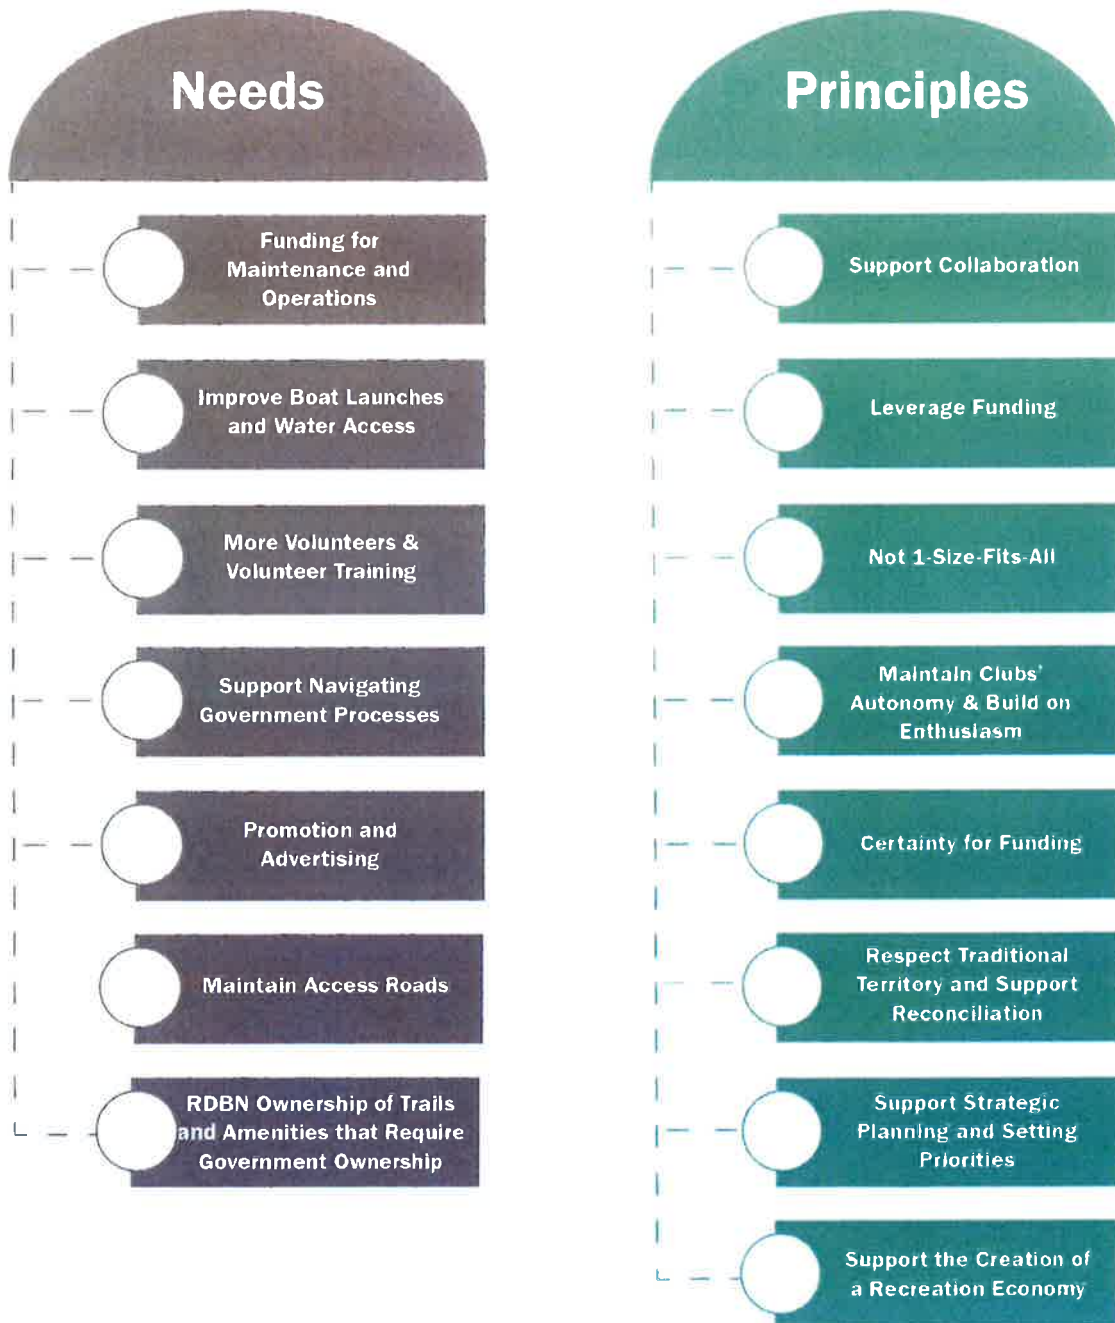 Needs
Funding for
Maintenance and
Operations
Improve Boat Launches
and Water Access
More Volunteers &
Volunteer Training
Support Navigating
Government Processes
Promotion and
Advertising
Maintain Access Roads
RDBN Ownership of Trails
and Amenities that Require
Government Ownership
Principles
Support Collaboration
Leverage Funding
Not 1-Size-Fits-All
Maintain Clubs'
Autonomy & Build on
Enthusiasm
Certainty for Funding
Respect Traditional
Territory and Support
Reconciliation
Support Strategic
Planning and Setting
Priorities
Support the Creation of
a Recreation Economy